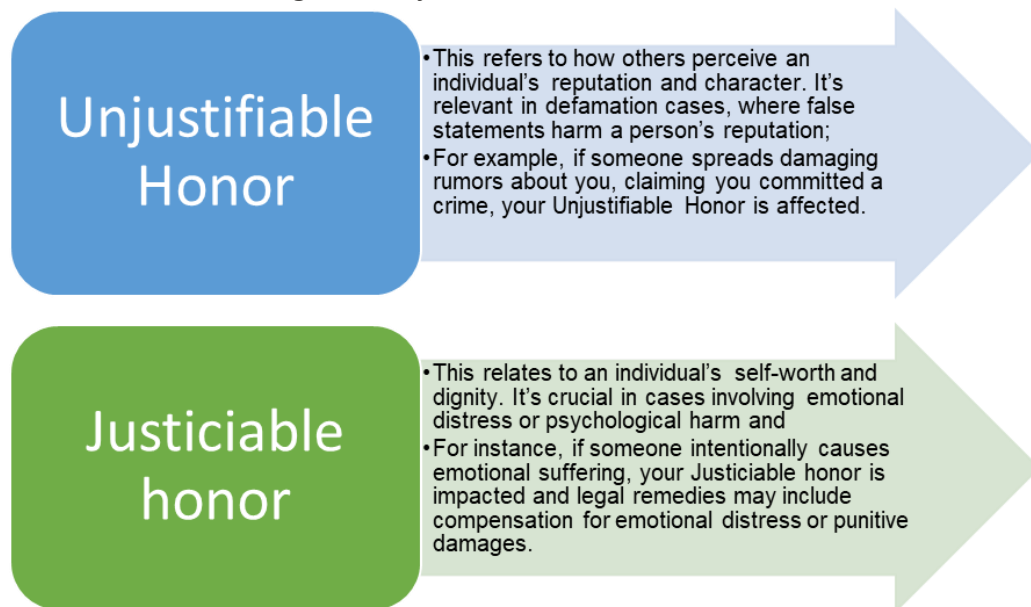 Unjustifiable
Honor
•This refers to how others perceive an
individual's reputation and character. It's
relevant in defamation cases, where false
statements harm a person's reputation;
•For example, if someone spreads damaging
rumors about you, claiming you committed a
crime, your Unjustifiable Honor is affected.
Justiciable
honor
•This relates to an individual's self-worth and
dignity. It's crucial in cases involving emotional
distress or psychological harm and
•For instance, if someone intentionally causes
emotional suffering, your Justiciable honor is
impacted and legal remedies may include
compensation for emotional distress or punitive
damages.